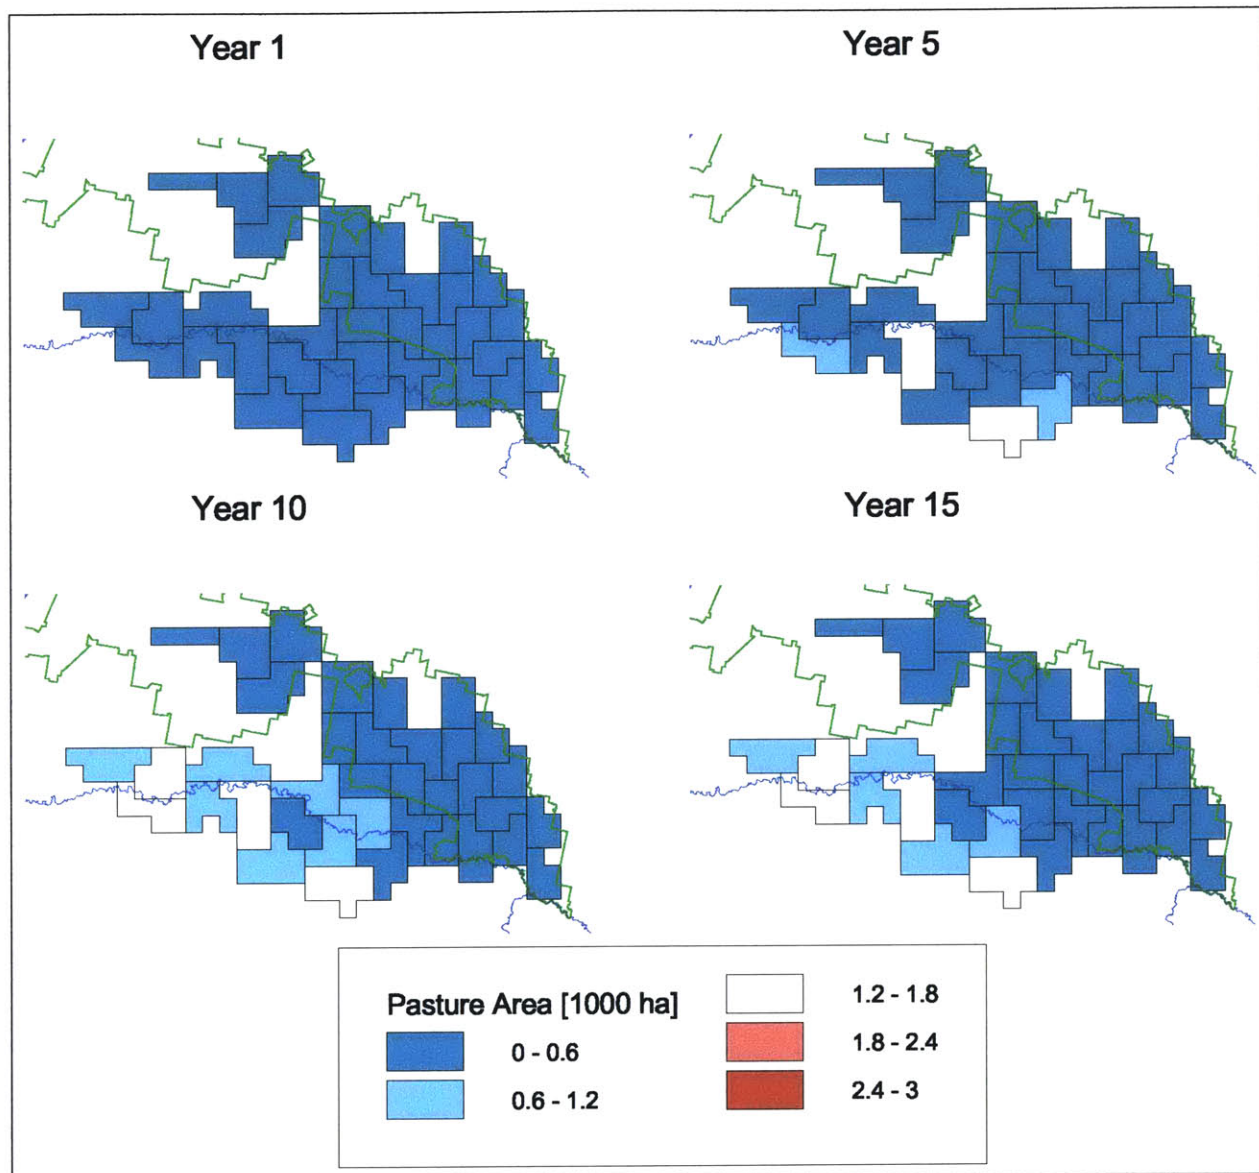 Year 1
Year 5
Year 10
Year 15
Pasture Area [1000 ha]
0 - 0.6
0.6 - 1.2
1.2 - 1.8
1.8 - 2.4
2.4 - 3